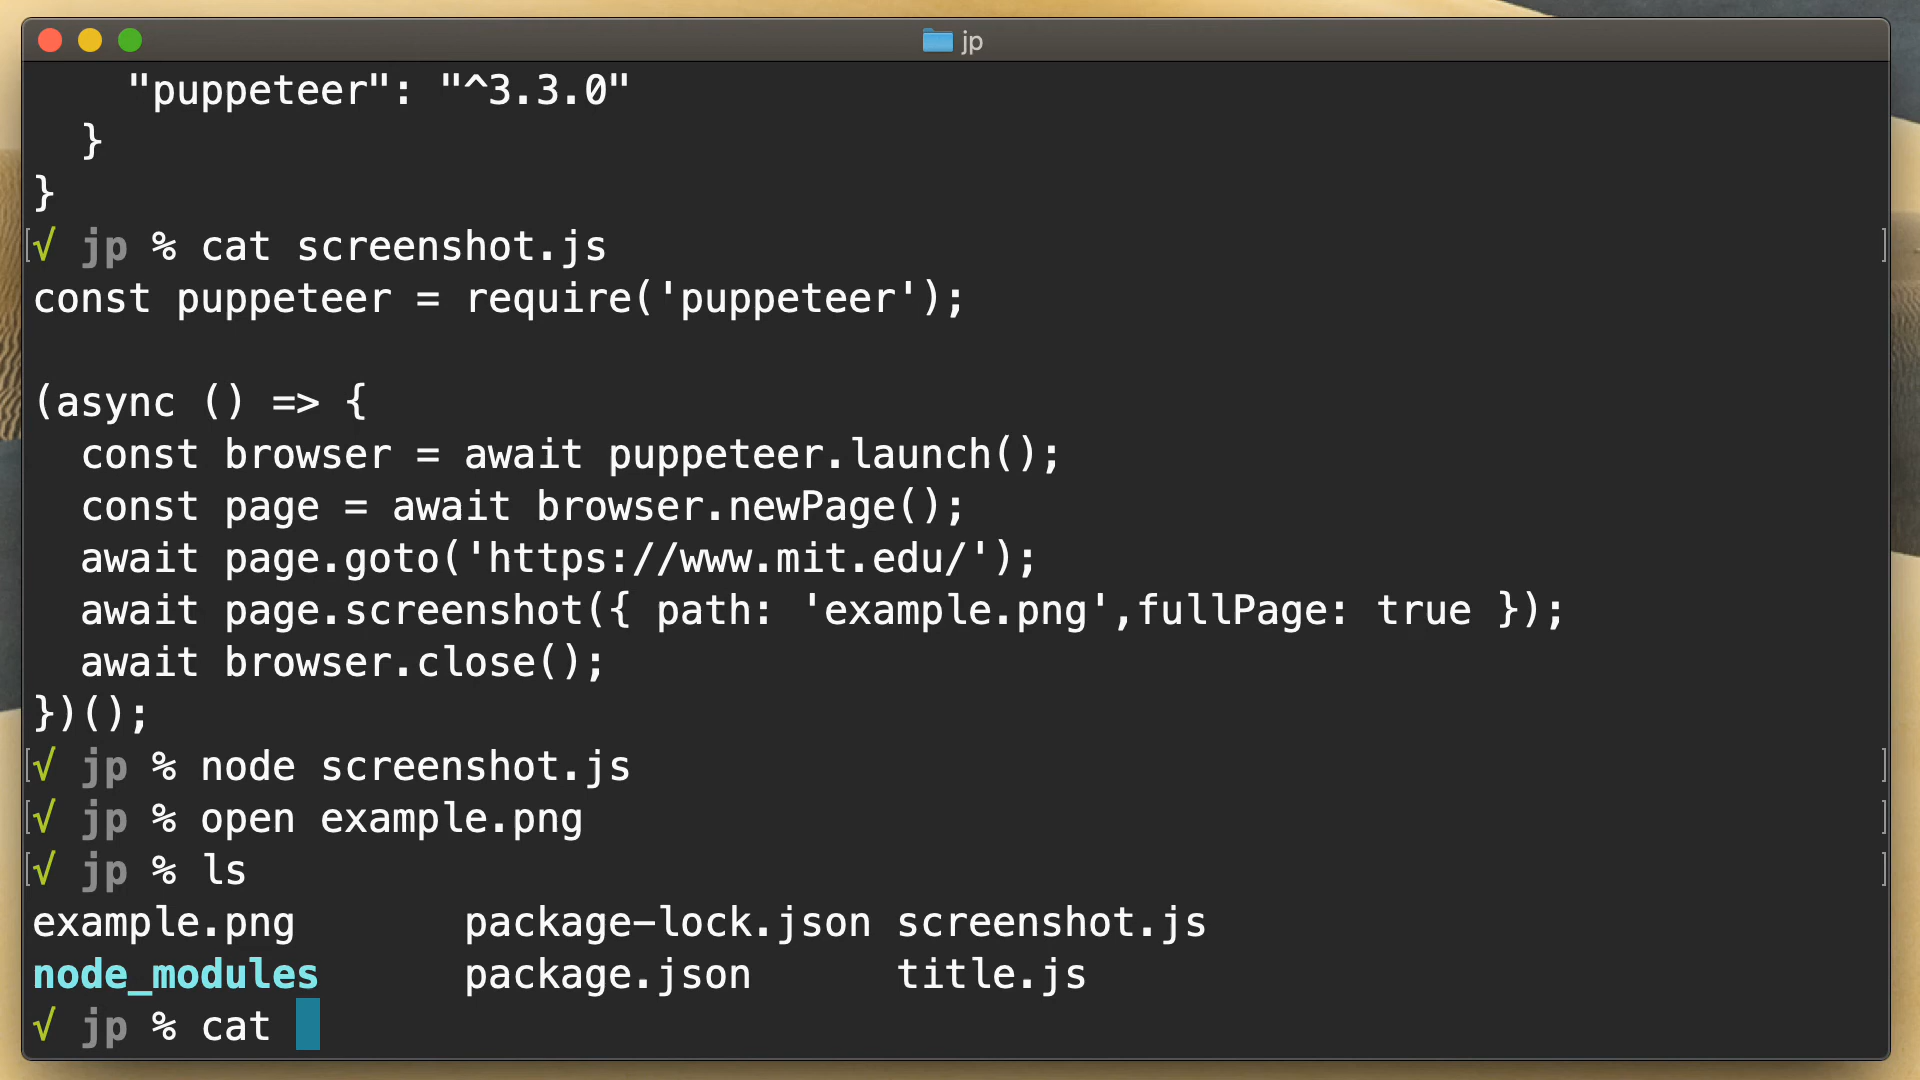 jp
"puppeteer": "^3.3.0"
}
}
[√ jp % cat screenshot.js ]
const puppeteer = require('puppeteer');
(async () => {
const browser = await puppeteer.launch();
const page = await browser.newPage();
await page.goto('https://www.mit.edu/');
await page.screenshot({ path: 'example.png',fullPage: true });
await browser.close();
})();
[√ jp % node screenshot.js ]
[√ jp % open example.png ]
[√ jp % ls ]
example.png package-lock.json screenshot.js
node_modules package.json title.js
√ jp % cat